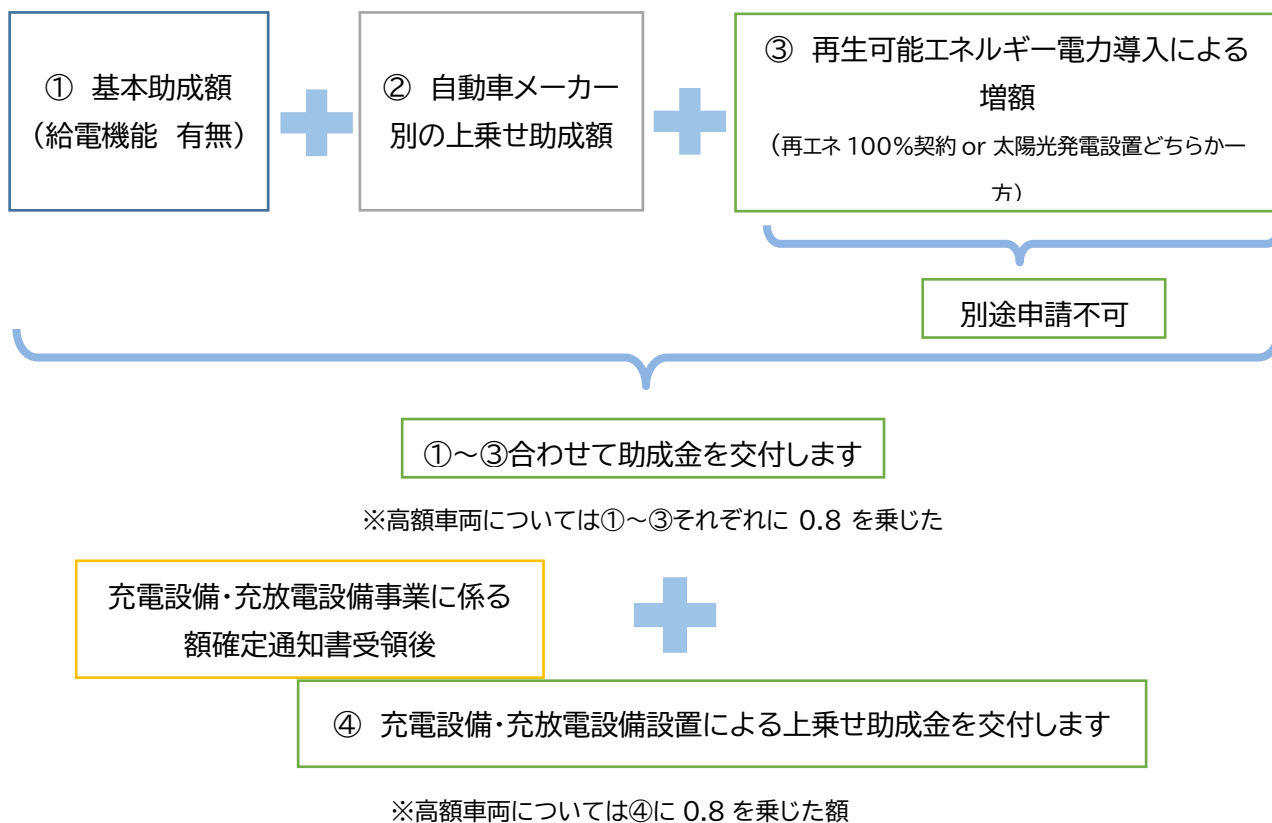 ① 基本助成額
（給電機能 有無）
② 自動車メーカー
別の上乗せ助成額
③ 再生可能エネルギー電力導入による
増額
（再エネ 100％契約 or 太陽光発電設置どちらか一
方）
別途申請不可
①～③合わせて助成金を交付します
※高額車両については①～③それぞれに 0.8 を乗じた
充電設備・充放電設備事業に係る
額確定通知書受領後
④ 充電設備・充放電設備設置による上乗せ助成金を交付します
※高額車両については④に 0.8 を乗じた額